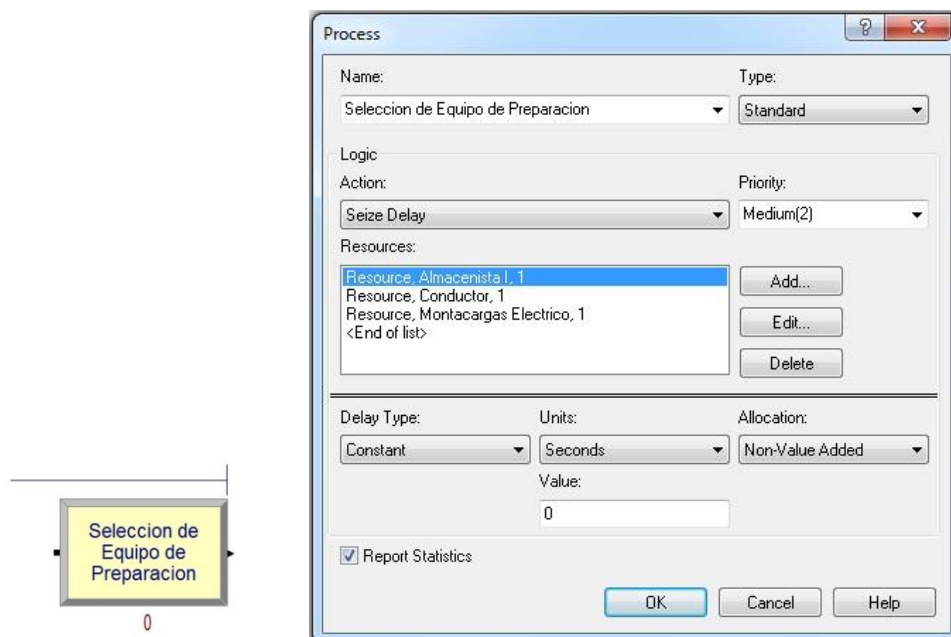 Process
Name:
Type:
Seleccion de Equipo de Preparacion
Standard
Logic
Action:
Priority:
Seize Delay
Medium(2)
Resources:
Resource, Almacenista I, 1
Resource, Conductor, 1
Resource, Montacargas Electrico, 1
<End of list>
Add...
Edit...
Delete
Delay Type:
Units:
Allocation:
Constant
Seconds
Non-Value Added
Value:
0
Report Statistics
OK
Cancel
Help
Seleccion de
Equipo de
Preparacion
0